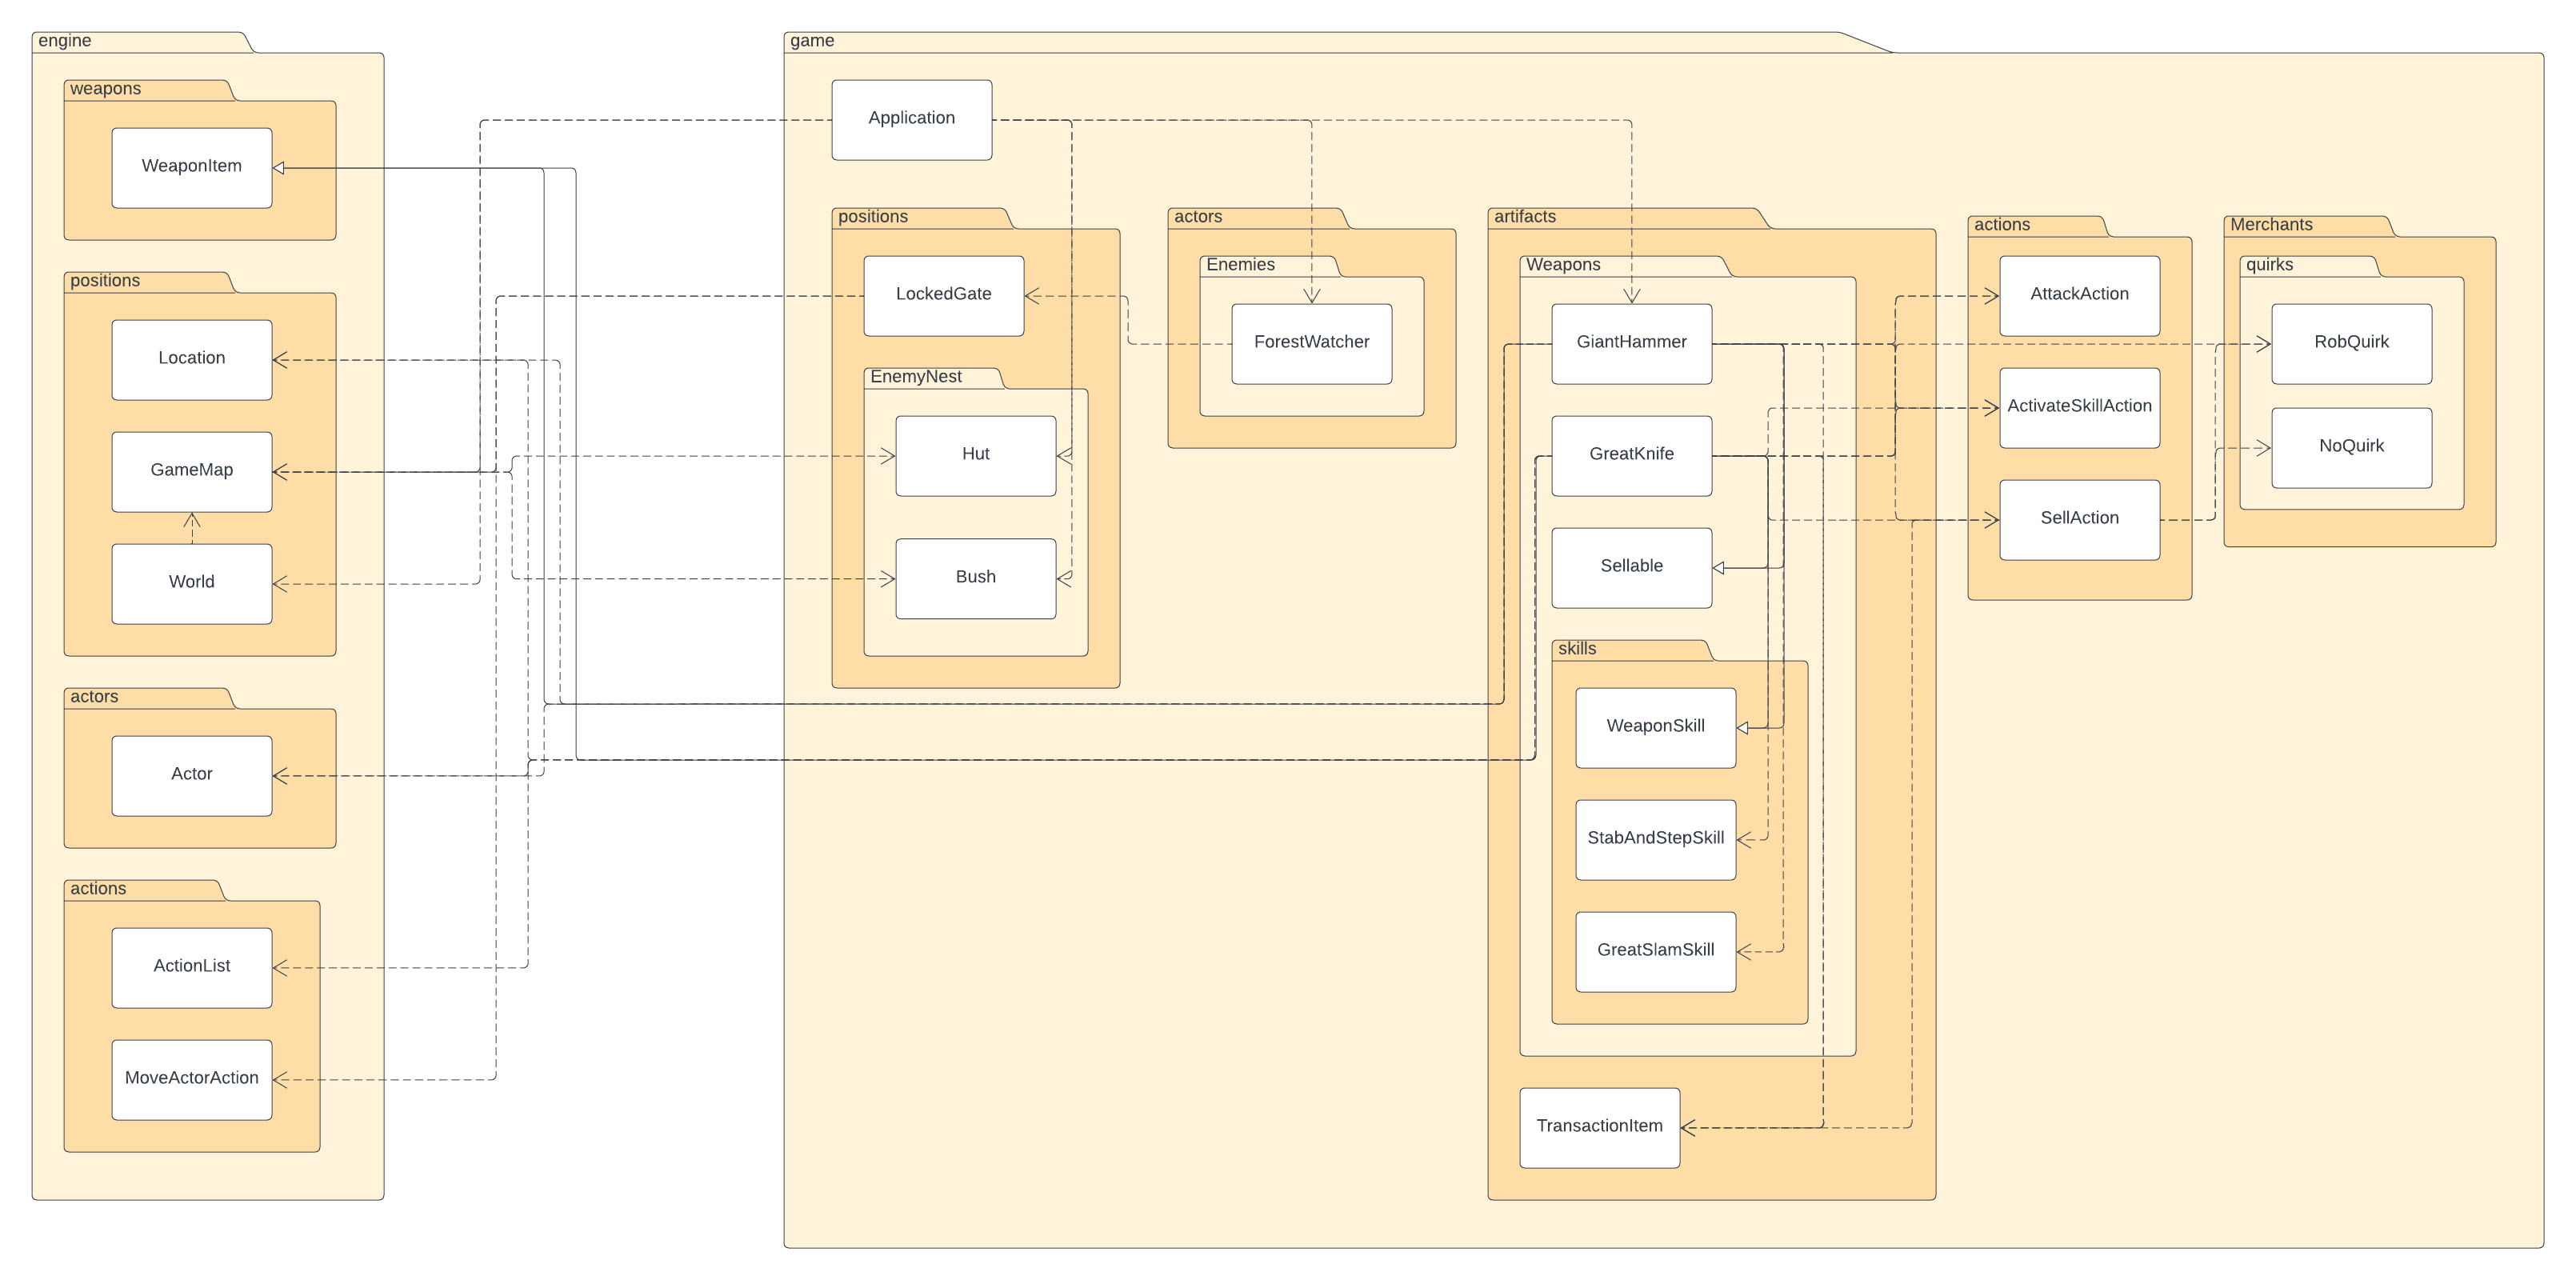 engine
weapons
WeaponItem
positions
Location
GameMap
World
actors
Actor
actions
ActionList
MoveActorAction
game
Application
positions
LockedGate
EnemyNest
Hut
Bush
actors
Enemies
ForestWatcher
artifacts
Weapons
GiantHammer
GreatKnife
Sellable
skills
WeaponSkill
StabAndStepSkill
GreatSlamSkill
TransactionItem
actions
AttackAction
ActivateSkillAction
SellAction
Merchants
quirks
RobQuirk
NoQuirk